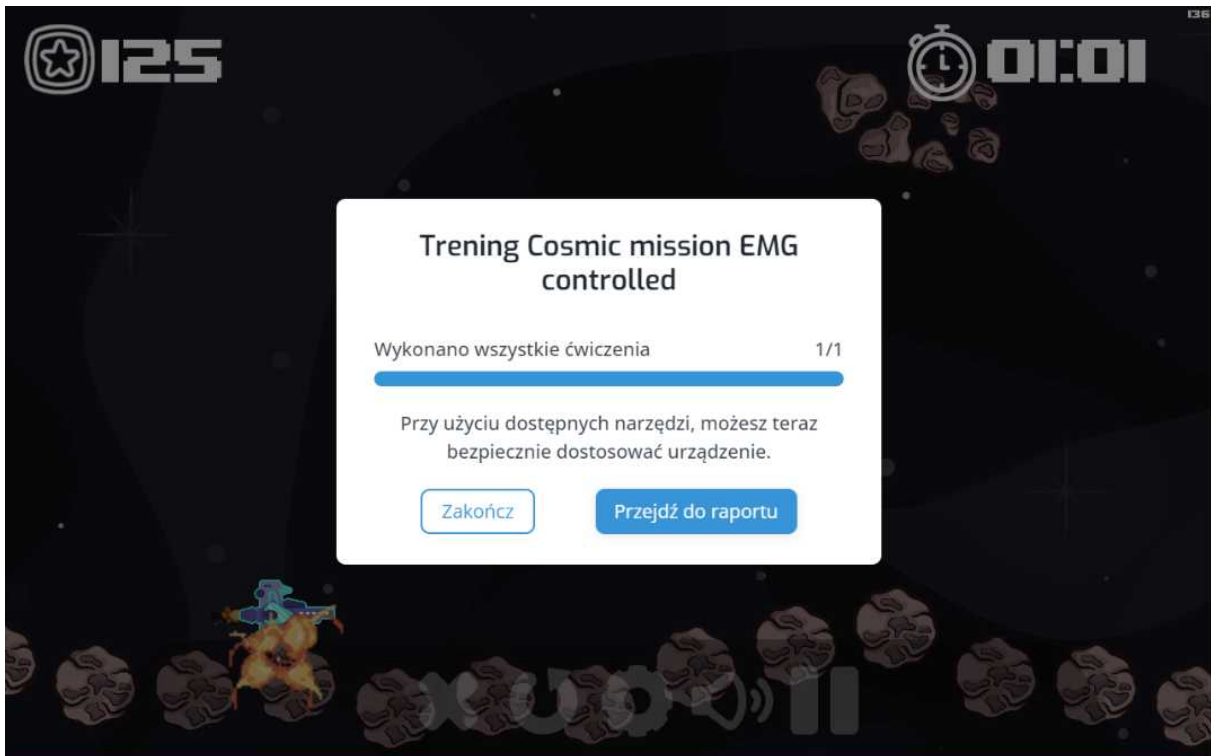 125
01:01
136
Trening Cosmic mission EMG
controlled
Wykonano wszystkie ćwiczenia 1/1
Przy użyciu dostępnych narzędzi, możesz teraz
bezpiecznie dostosować urządzenie.
Zakończ
Przejdź do raportu